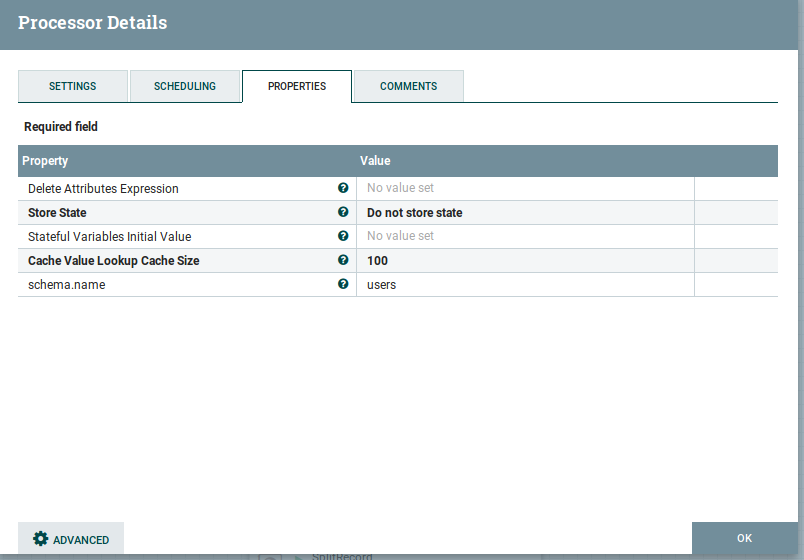 Processor Details
SETTINGS SCHEDULING PROPERTIES COMMENTS
Required field
Property Value
Delete Attributes Expression No value set
Store State Do not store state
Stateful Variables Initial Value No value set
Cache Value Lookup Cache Size 100
schema.name users
ADVANCED OK
SplitRecord